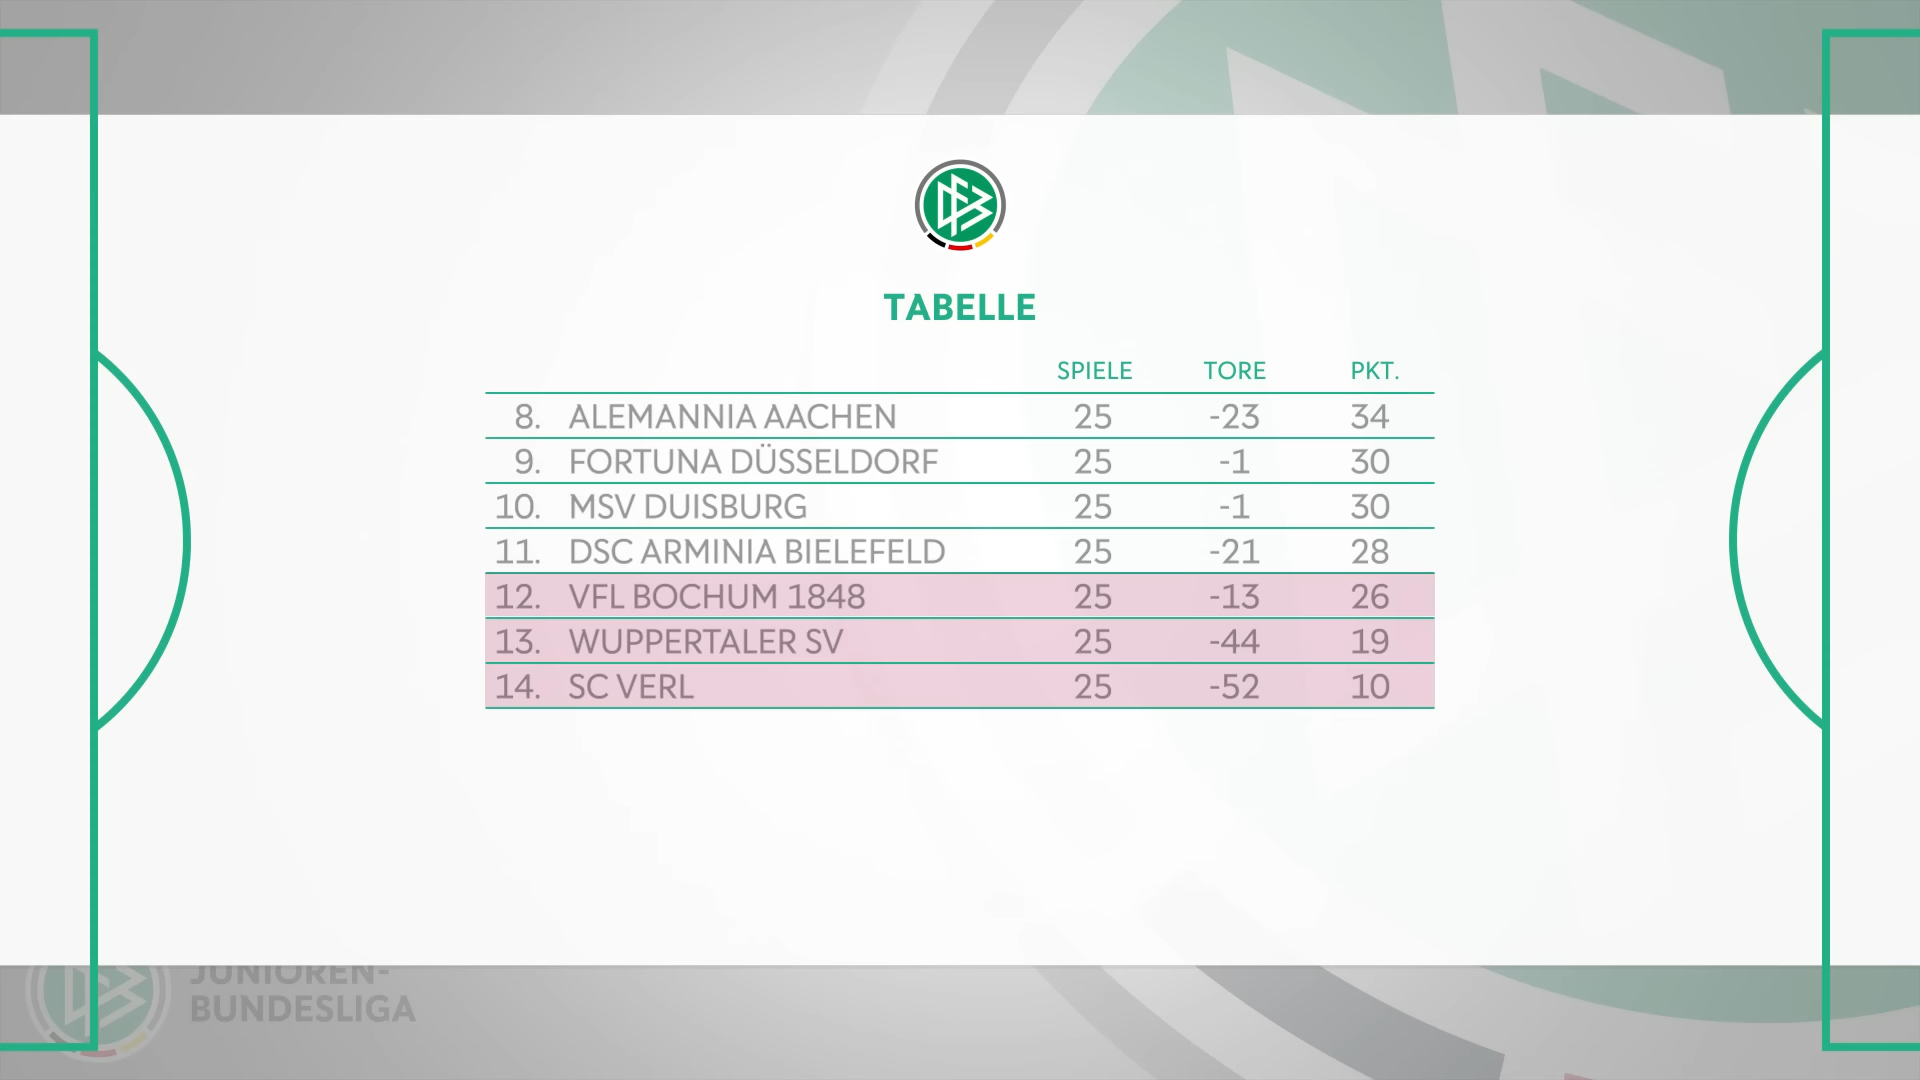 TABELLE
SPIELE TORE PKT.
8. ALEMANNIA AACHEN 25 -23 34
9. FORTUNA DÜSSELDORF 25 -1 30
10. MSV DUISBURG 25 -1 30
11. DSC ARMINIA BIELEFELD 25 -21 28
12. VFL BOCHUM 1848 25 -13 26
13. WUPPERTALER SV 25 -44 19
14. SC VERL 25 -52 10
JUNIOREN-
BUNDESLIGA